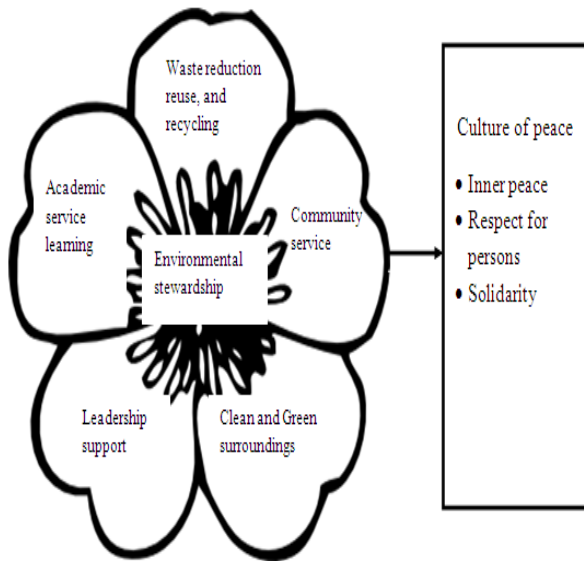 Waste reduction
reuse, and
recycling
Academic
service
learning
Community
service
Environmental
stewardship
Leadership
support
Clean and Green
surroundings
Culture of peace
• Inner peace
• Respect for
persons
• Solidarity